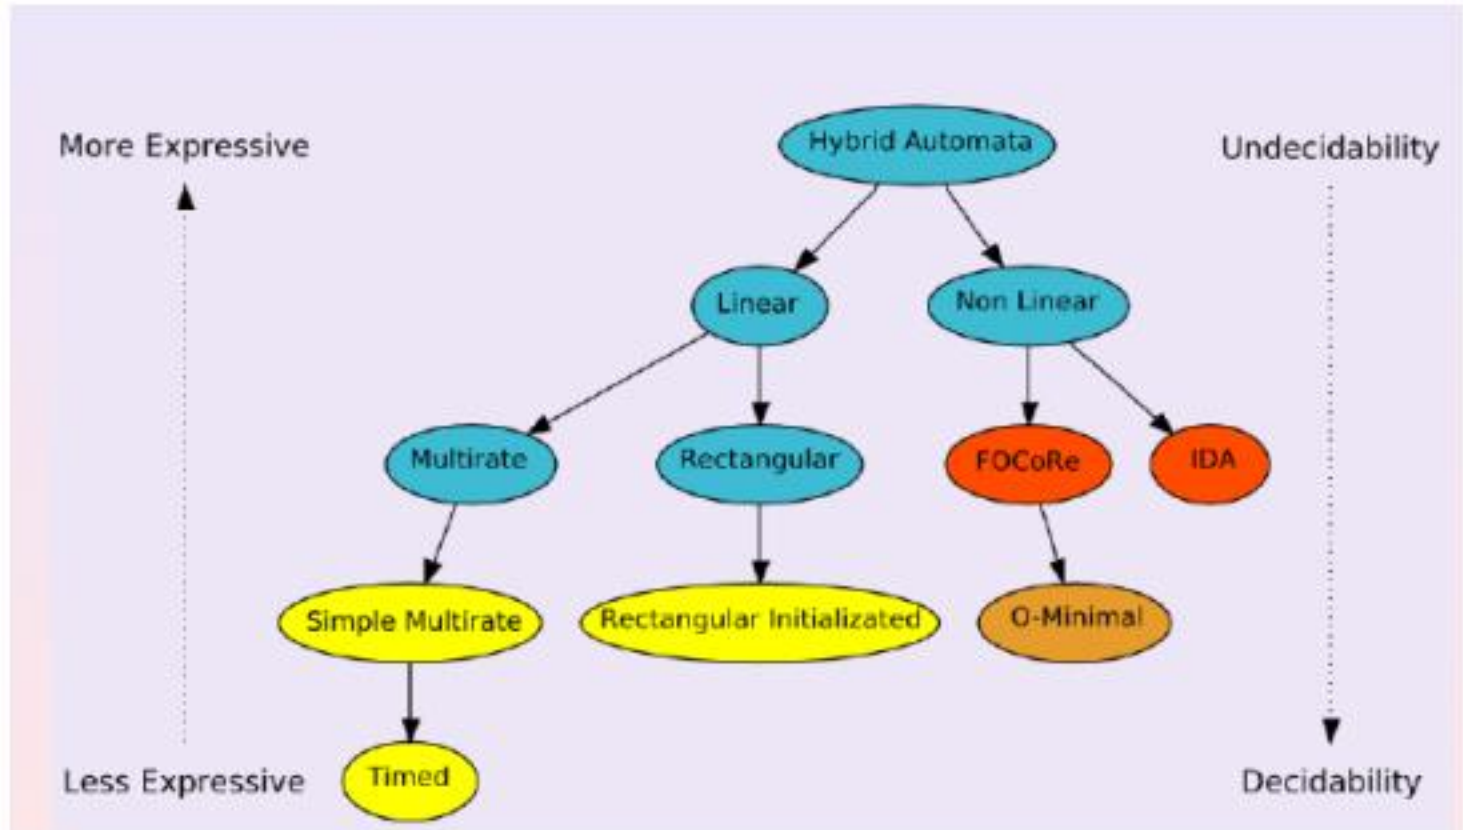 Hybrid Automata
More Expressive
Undecidability
Linear
Non Linear
Multirate
Rectangular
FOCoRe
IDA
Simple Multirate
Rectangular Initializated
O-Minimal
Timed
Less Expressive
Decidability